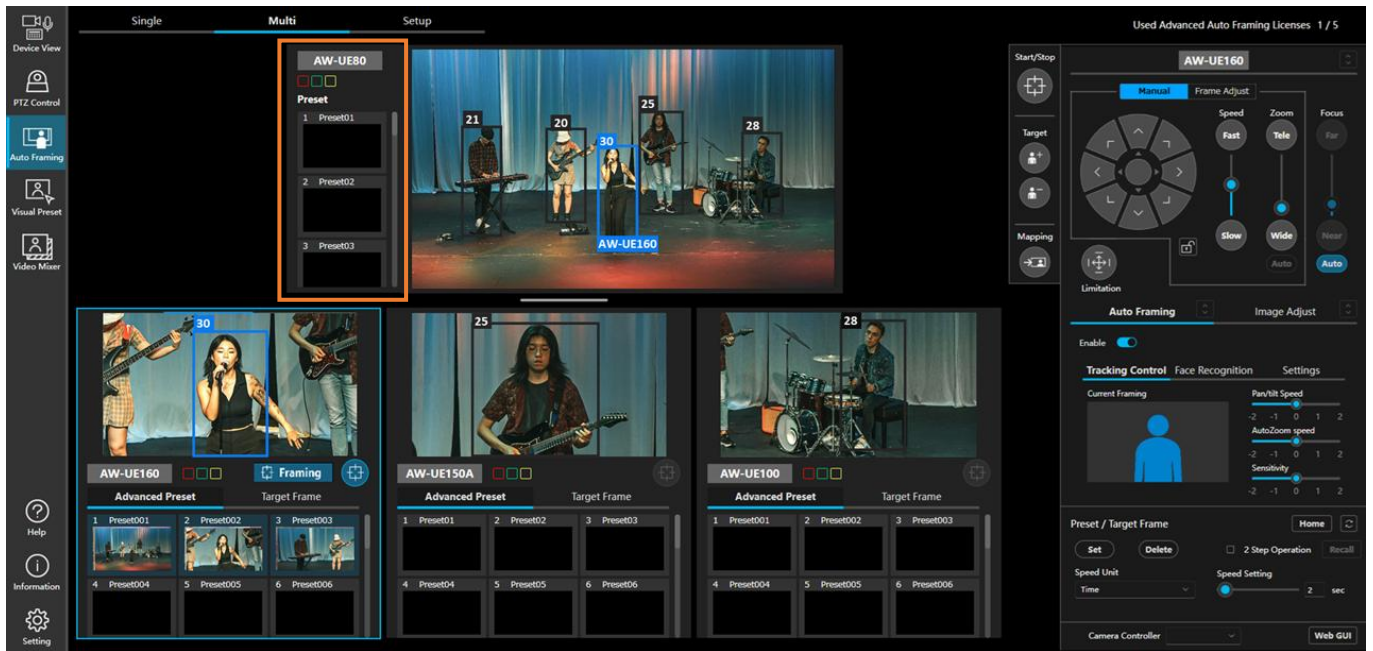 Device View
PTZ Control
Auto Framing
Visual Preset
Video Mixer
Help
Information
Setting
Single Multi Setup
Used Advanced Auto Framing Licenses 1 / 5
AW-UE80
Preset
1 Preset01
2 Preset02
3 Preset03
21
20
30
25
28
AW-UE160
Start/Stop
Target
Mapping
30
AW-UE160
Framing
Advanced Preset Target Frame
1 Preset001 2 Preset002 3 Preset003
4 Preset004 5 Preset005 6 Preset006
25
AW-UE150A
Advanced Preset Target Frame
1 Preset01 2 Preset02 3 Preset03
4 Preset04 5 Preset05 6 Preset06
28
AW-UE100
Advanced Preset Target Frame
1 Preset001 2 Preset002 3 Preset003
4 Preset004 5 Preset005 6 Preset006
AW-UE160
Manual Frame Adjust
Speed Zoom Focus
Fast Tele Far
Slow Wide Near
Auto Auto
Limitation
Auto Framing Image Adjust
Enable
Tracking Control Face Recognition Settings
Current Framing
Pan/tilt Speed
-2 -1 0 1 2
AutoZoom speed
-2 -1 0 1 2
Sensitivity
-2 -1 0 1 2
Preset / Target Frame Home
Set Delete 2 Step Operation Recall
Speed Unit Speed Setting
Time 2 sec
Camera Controller Web GUI